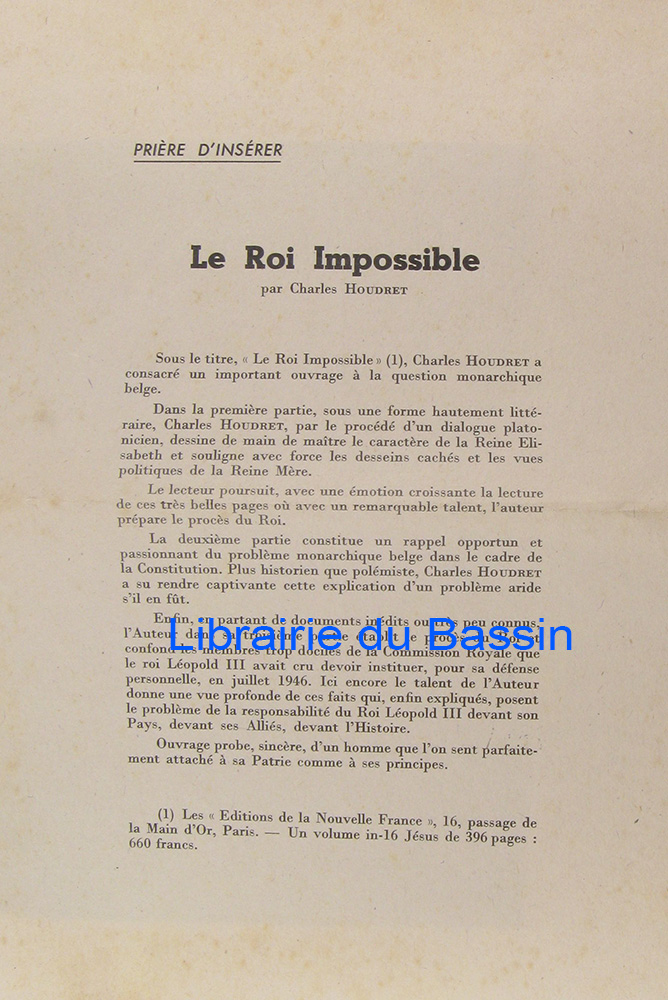 PRIÈRE D'INSÉRER
Le Roi Impossible
par Charles HOUDRET
Sous le titre, « Le Roi Impossible » (1), Charles HOUDRET a
consacré un important ouvrage à la question monarchique
belge.
Dans la première partie, sous une forme hautement litté-
raire, Charles HOUDRET, par le procédé d'un dialogue plato-
nicien, dessine de main de maître le caractère de la Reine Eli-
sabeth et souligne avec force les desseins cachés et les vues
politiques de la Reine Mère.
Le lecteur poursuit, avec une émotion croissante la lecture
de ces très belles pages où avec un remarquable talent, l'auteur
prépare le procès du Roi.
La deuxième partie constitue un rappel opportun et
passionnant du problème monarchique belge dans le cadre de
la Constitution. Plus historien que polémiste, Charles HOUDRET
a su rendre captivante cette explication d'un problème aride
s'il en fût.
Enfin, en partant de documents inédits ou très peu connus,
l'Auteur dans sa troisième partie établit le procès du Roi et
Librairie du Bassin
confond les membres trop dociles de la Commission Royale que
le roi Léopold III avait cru devoir instituer, pour sa défense
personnelle, en juillet 1946. Ici encore le talent de l'Auteur
donne une vue profonde de ces faits qui, enfin expliqués, posent
le problème de la responsabilité du Roi Léopold III devant son
Pays, devant ses Alliés, devant l'Histoire.
Ouvrage probe, sincère, d'un homme que l'on sent parfaite-
ment attaché à sa Patrie comme à ses principes.
(1) Les « Editions de la Nouvelle France », 16, passage de
la Main d'Or, Paris. — Un volume in-16 Jésus de 396 pages :
660 francs.